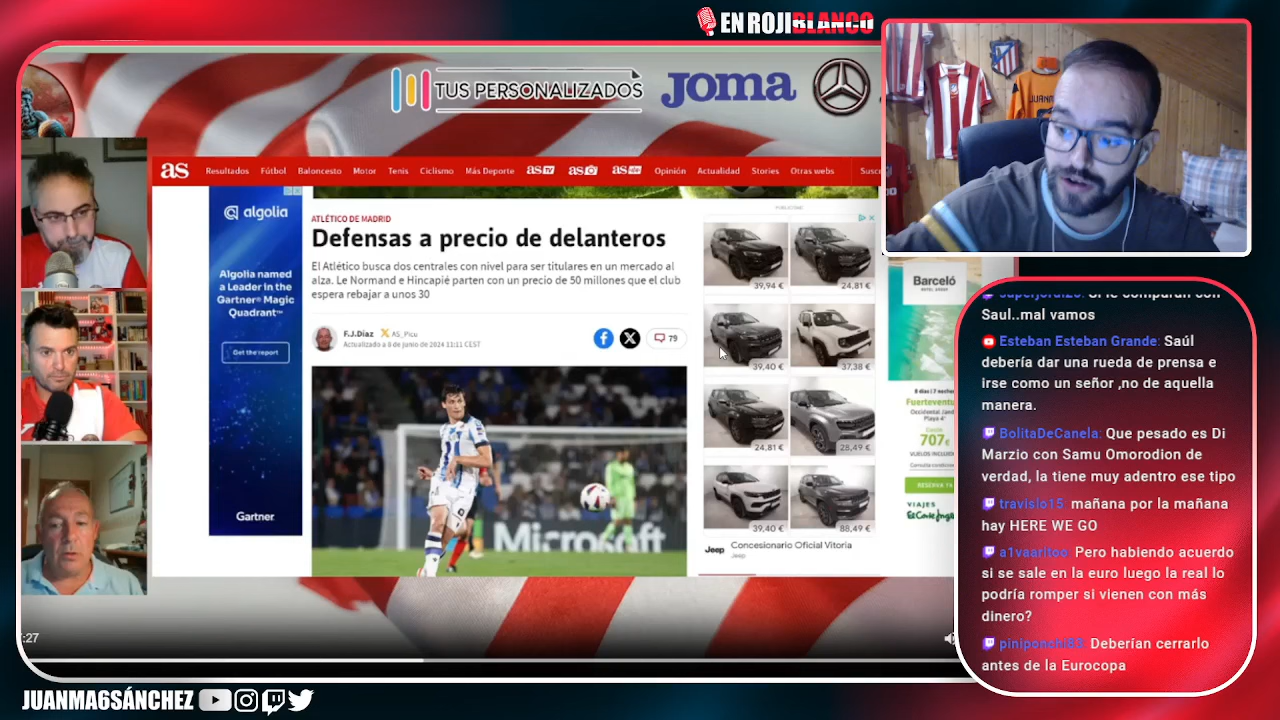 EN ROJIBLANCO
TUS PERSONALIZADOS
Joma
as
Resultados
Fútbol
Baloncesto
Motor
Tenis
Ciclismo
Más Deporte
Opinión
Actualidad
Stories
Otras webs
algolia
Algolia named
a Leader in the
Gartner® Magic
Quadrant™
Get the report
Gartner
ATLÉTICO DE MADRID
Defensas a precio de delanteros
El Atlético busca dos centrales con nivel para ser titulares en un mercado al
alza. Le Normand e Hincapié parten con un precio de 50 millones que el club
espera rebajar a unos 30
F.J.Díaz
AS_Picu
Actualizado a 8 de junio de 2024 11:11 CEST
79
Microsoft
PUBLICIDAD
39,94 €
24,81 €
39,40 €
37,38 €
24,81 €
28,49 €
39,40 €
88,49 €
Jeep
Concesionario Oficial Vitoria
Jeep
Barceló
Fuerteventura
707€
VIAJES
El Corte Inglés
Saul..mal vamos
Esteban Esteban Grande: Saúl
debería dar una rueda de prensa e
irse como un señor ,no de aquella
manera.
BolitaDeCanela: Que pesado es Di
Marzio con Samu Omorodion de
verdad, la tiene muy adentro ese tipo
travisio15: mañana por la mañana
hay HERE WE GO
a1vaaritoo: Pero habiendo acuerdo
si se sale en la euro luego la real lo
podría romper si vienen con más
dinero?
Deberían cerrarlo
antes de la Eurocopa
:27
JUANMA6SÁNCHEZ